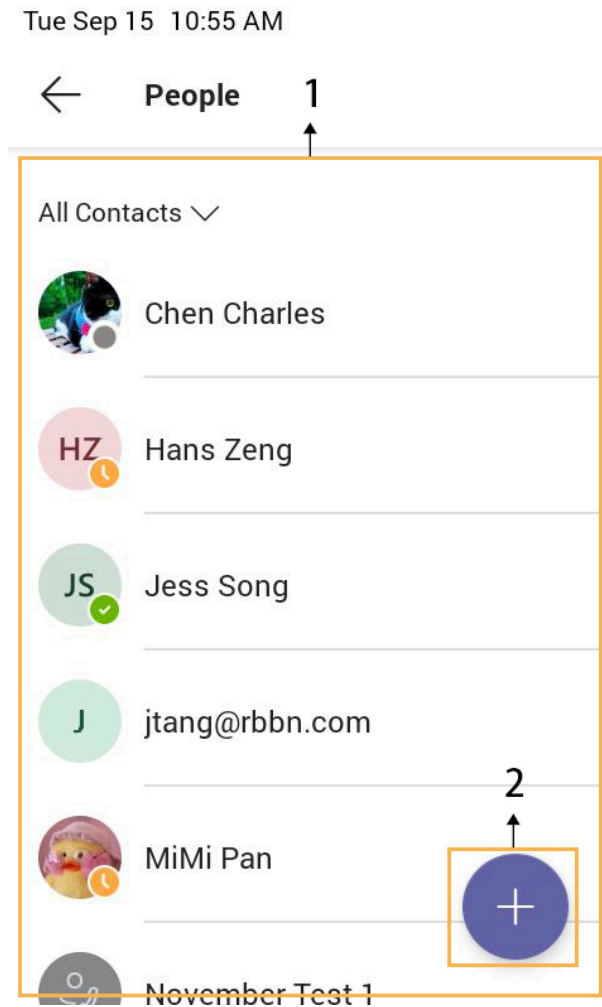 Tue Sep 15 10:55 AM
People 1
All Contacts
Chen Charles
HZ Hans Zeng
JS Jess Song
J jtang@rbbn.com
2
MiMi Pan
November Test 1